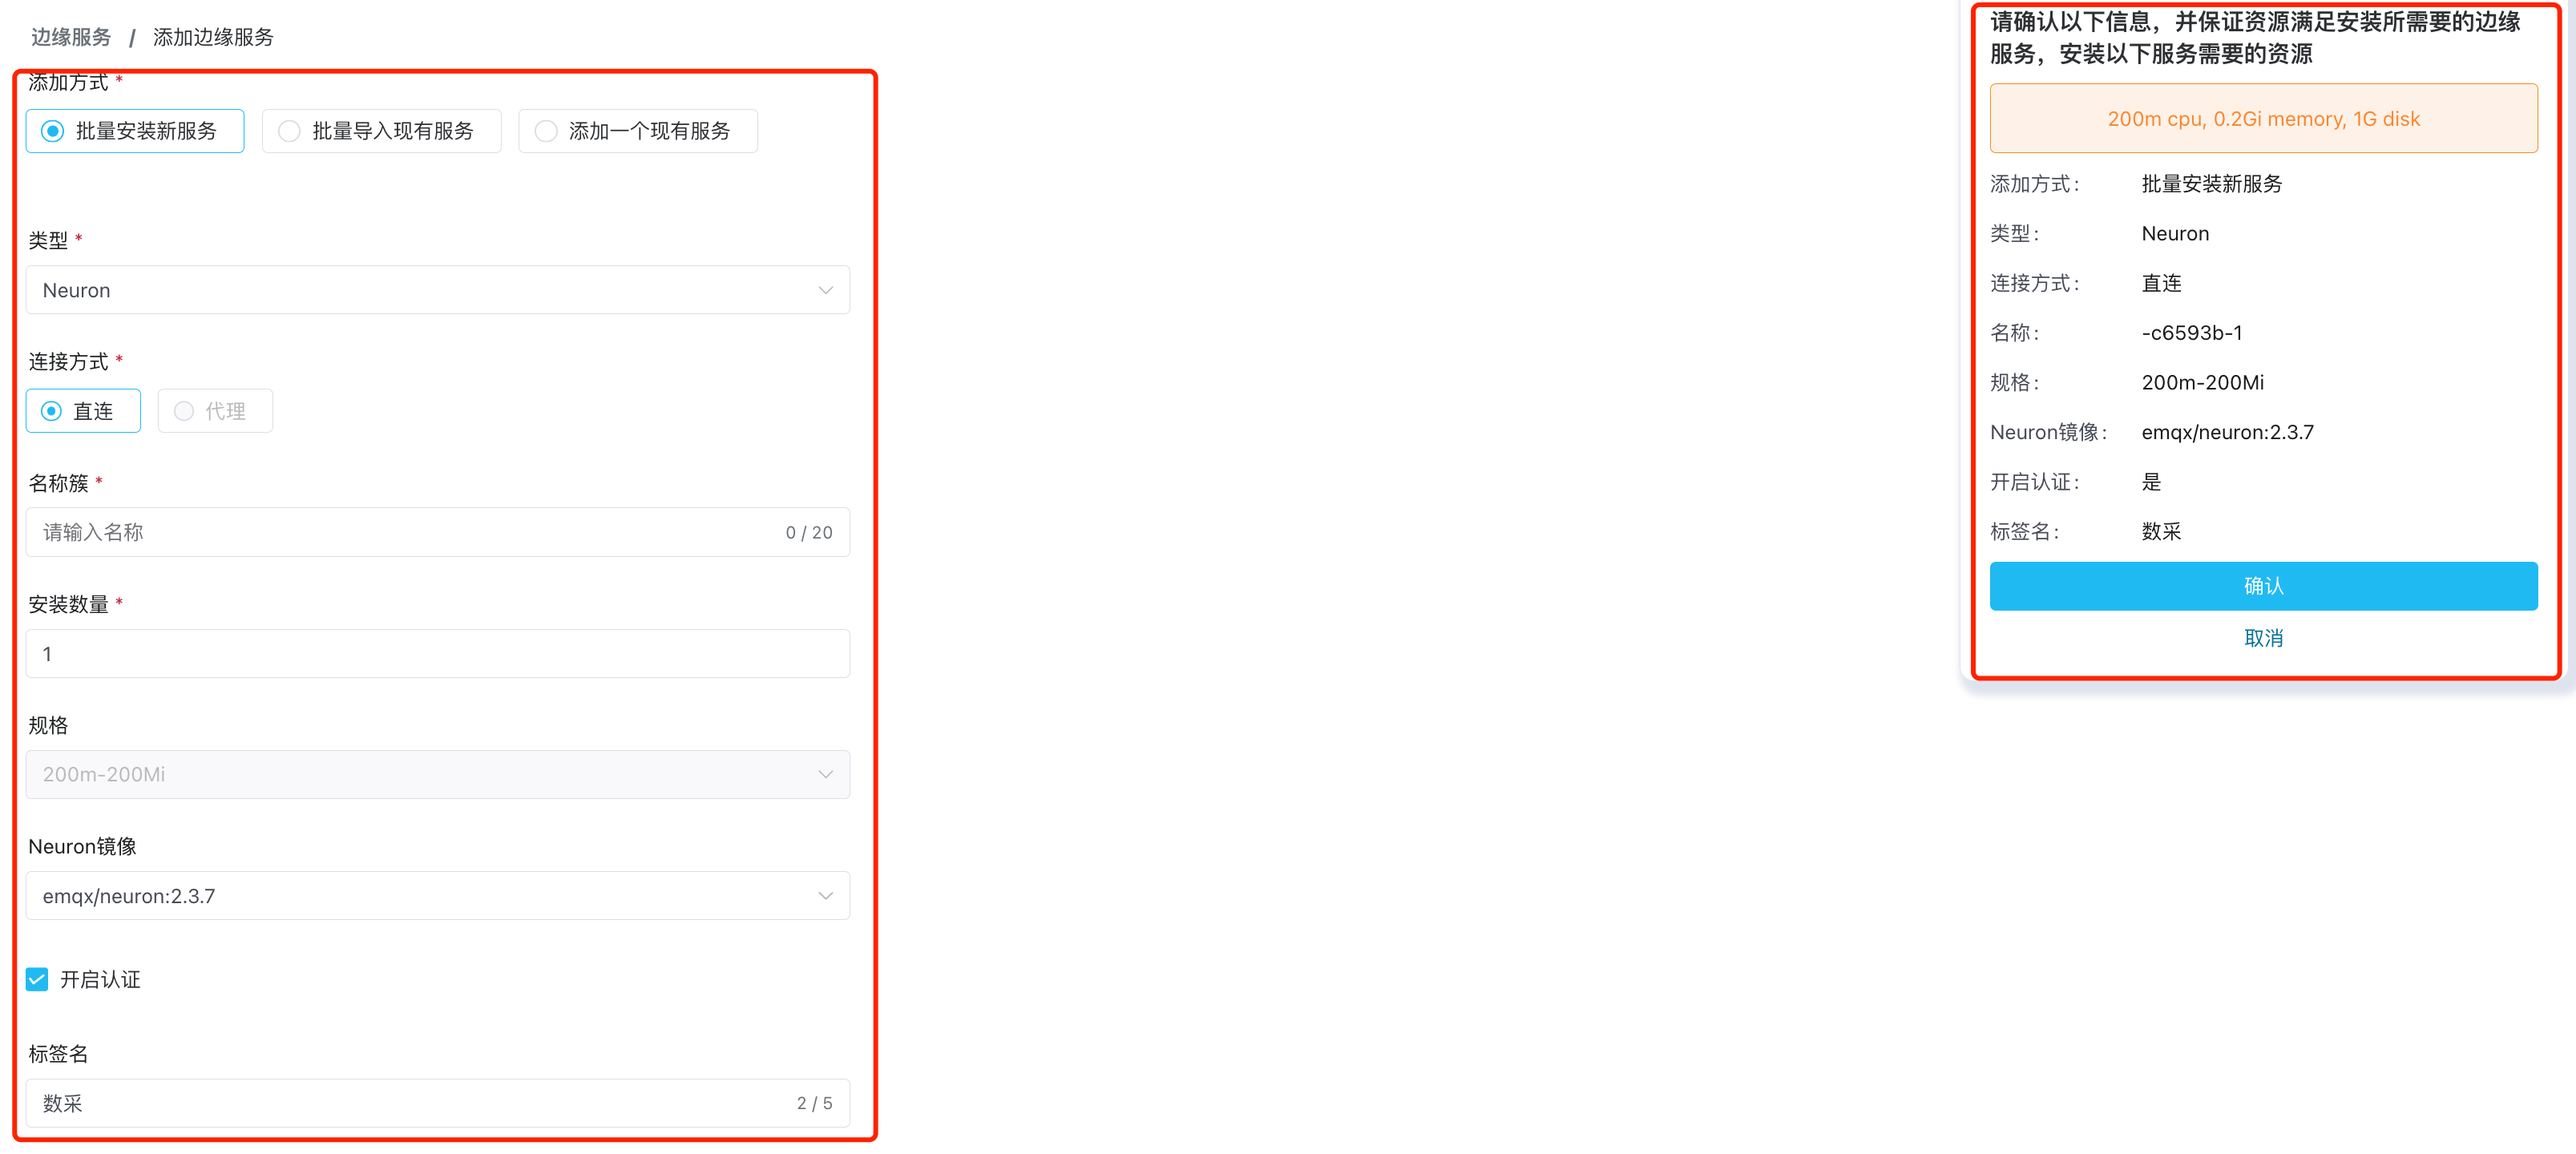 边缘服务 / 添加边缘服务
添加方式 *
批量安装新服务 批量导入现有服务 添加一个现有服务
类型 *
Neuron
连接方式 *
直连 代理
名称簇 *
请输入名称 0 / 20
安装数量 *
1
规格
200m-200Mi
Neuron镜像
emqx/neuron:2.3.7
开启认证
标签名
数采 2 / 5
请确认以下信息，并保证资源满足安装所需要的边缘
服务，安装以下服务需要的资源
200m cpu, 0.2Gi memory, 1G disk
添加方式: 批量安装新服务
类型: Neuron
连接方式: 直连
名称: -c6593b-1
规格: 200m-200Mi
Neuron镜像: emqx/neuron:2.3.7
开启认证: 是
标签名: 数采
确认
取消